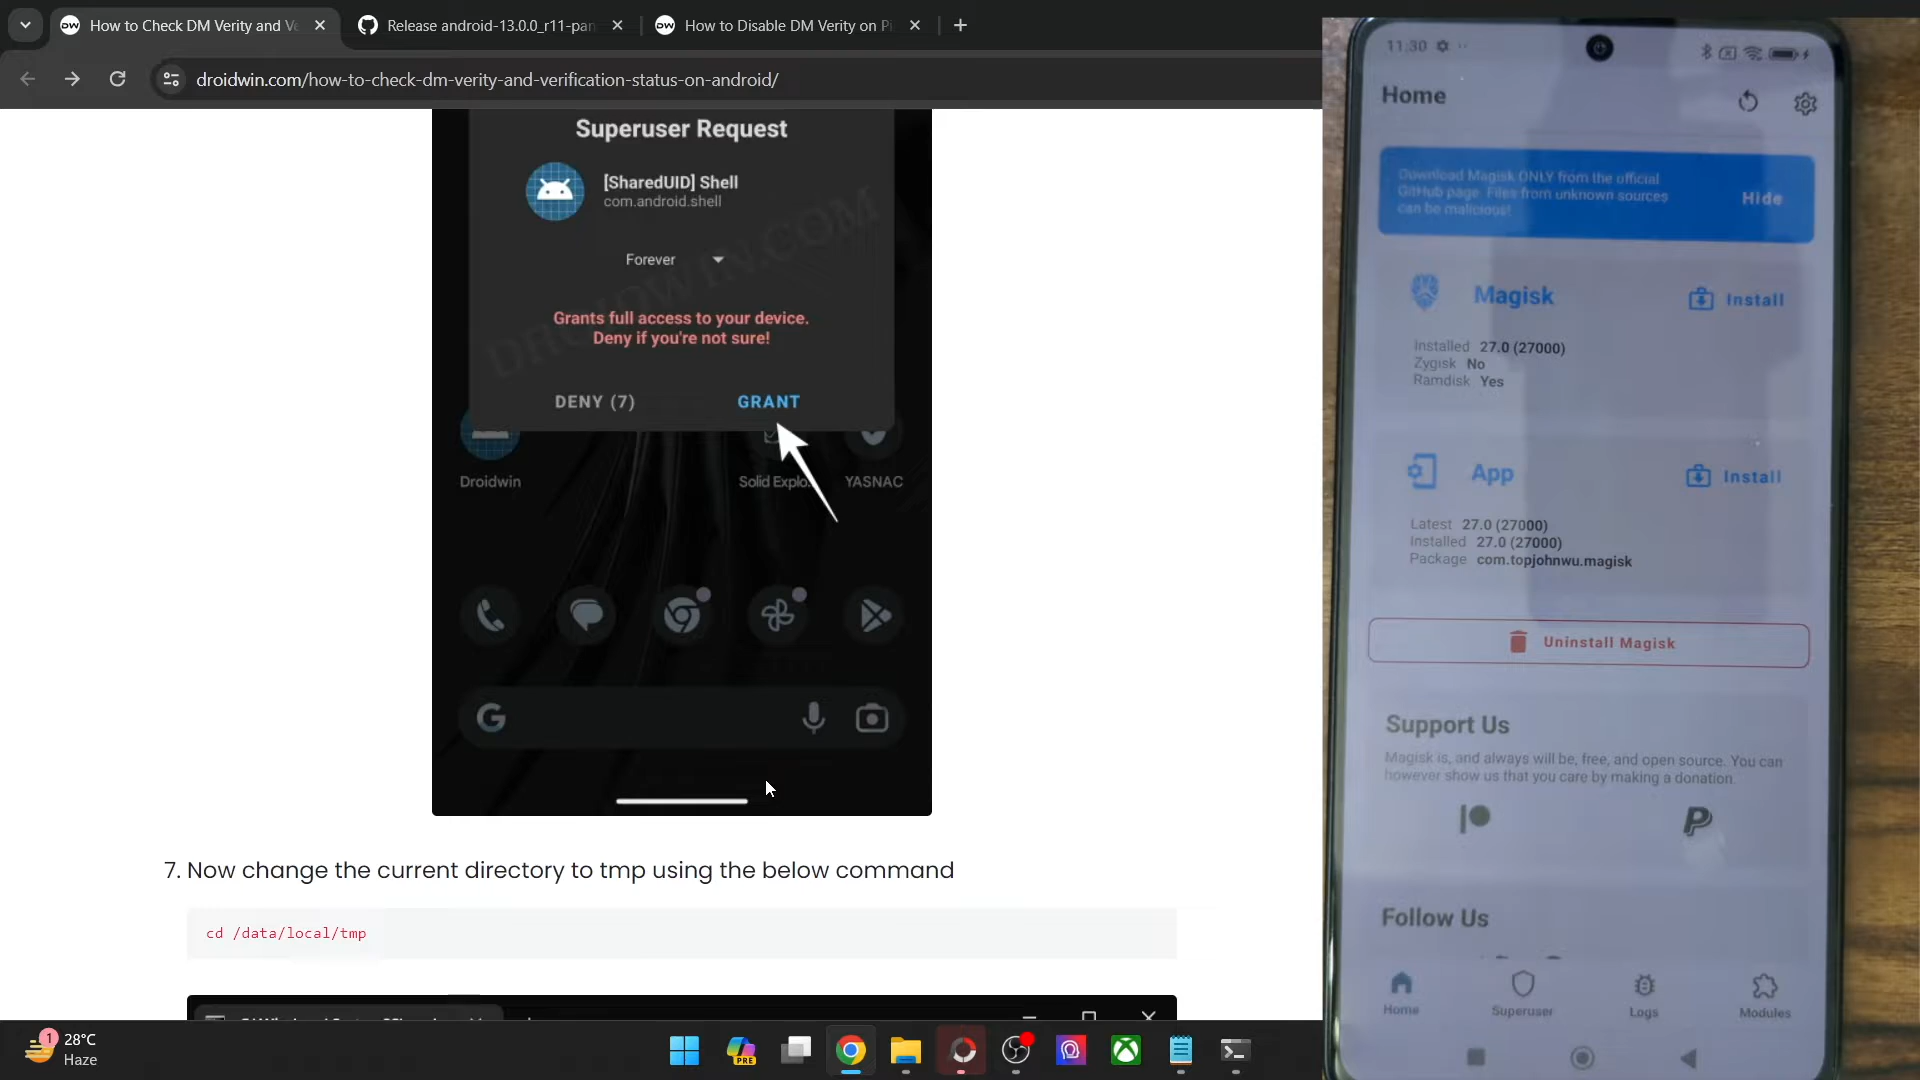 How to Check DM Verity and Ve
Release android-13.0.0_r11-pan
How to Disable DM Verity on Pi
droidwin.com/how-to-check-dm-verity-and-verification-status-on-android/
Superuser Request
[SharedUID] Shell
com.android.shell
Forever
Grants full access to your device.
Deny if you're not sure!
DENY (7)
GRANT
DROIDWIN.COM
Droidwin
Solid Explo...
YASNAC
7. Now change the current directory to tmp using the below command
cd /data/local/tmp
1
28°C
Haze
PRE
11:30
Home
Download Magisk ONLY from the official
GitHub page. Files from unknown sources
can be malicious!
Hide
Magisk
Install
Installed 27.0 (27000)
Zygisk No
Ramdisk Yes
App
Install
Latest 27.0 (27000)
Installed 27.0 (27000)
Package com.topjohnwu.magisk
Uninstall Magisk
Support Us
Magisk is, and always will be, free, and open source. You can
however show us that you care by making a donation.
Follow Us
Home
Superuser
Logs
Modules